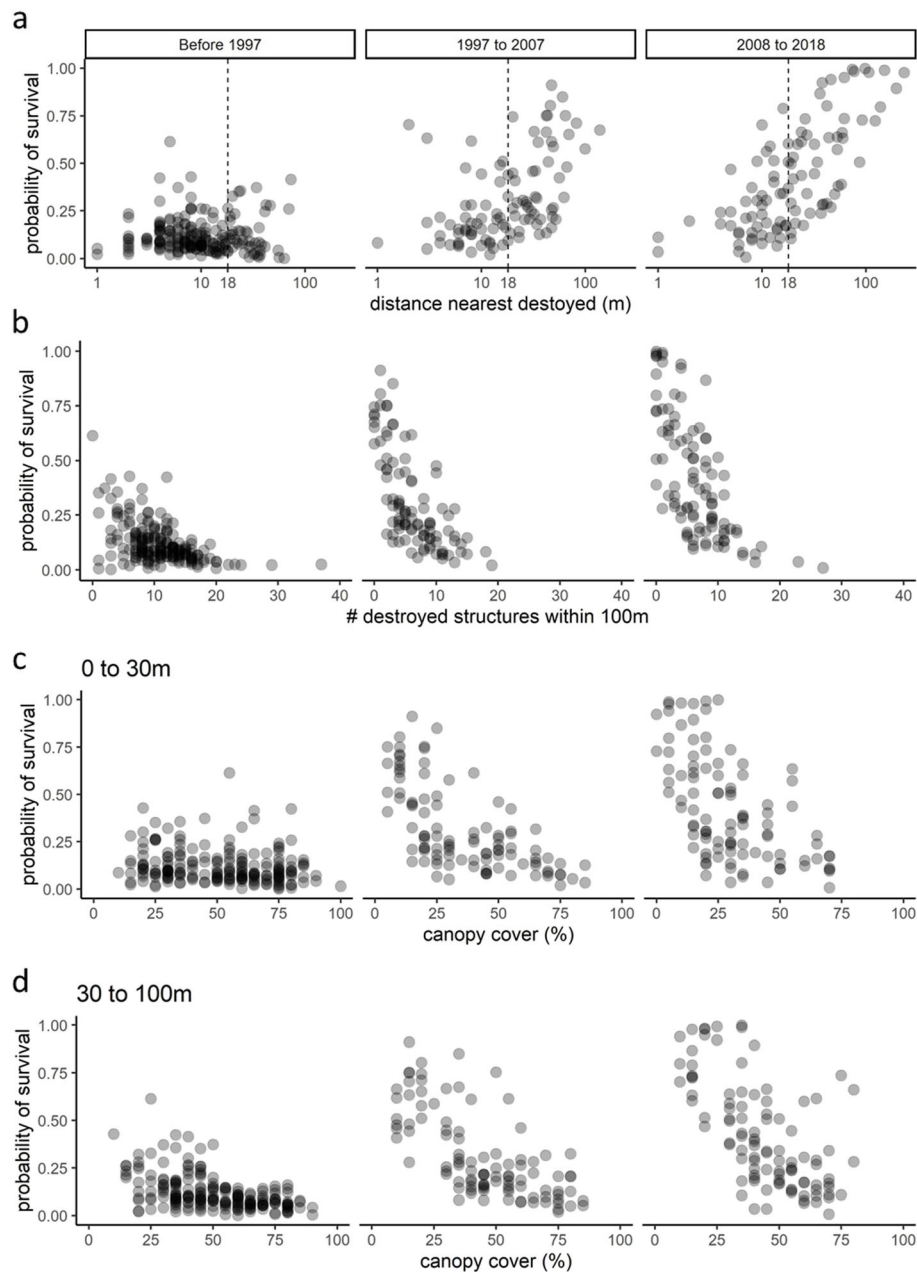 a
Before 1997 1997 to 2007 2008 to 2018
1.00
0.75
0.50
0.25
0.00
probability of survival
1 10 18 100 1 10 18 100 1 10 18 100
distance nearest destoyed (m)
b
1.00
0.75
0.50
0.25
0.00
probability of survival
0 10 20 30 40 0 10 20 30 40 0 10 20 30 40
# destroyed structures within 100m
c 0 to 30m
1.00
0.75
0.50
0.25
0.00
probability of survival
0 25 50 75 100 0 25 50 75 100 0 25 50 75 100
canopy cover (%)
d 30 to 100m
1.00
0.75
0.50
0.25
0.00
probability of survival
0 25 50 75 100 0 25 50 75 100 0 25 50 75 100
canopy cover (%)